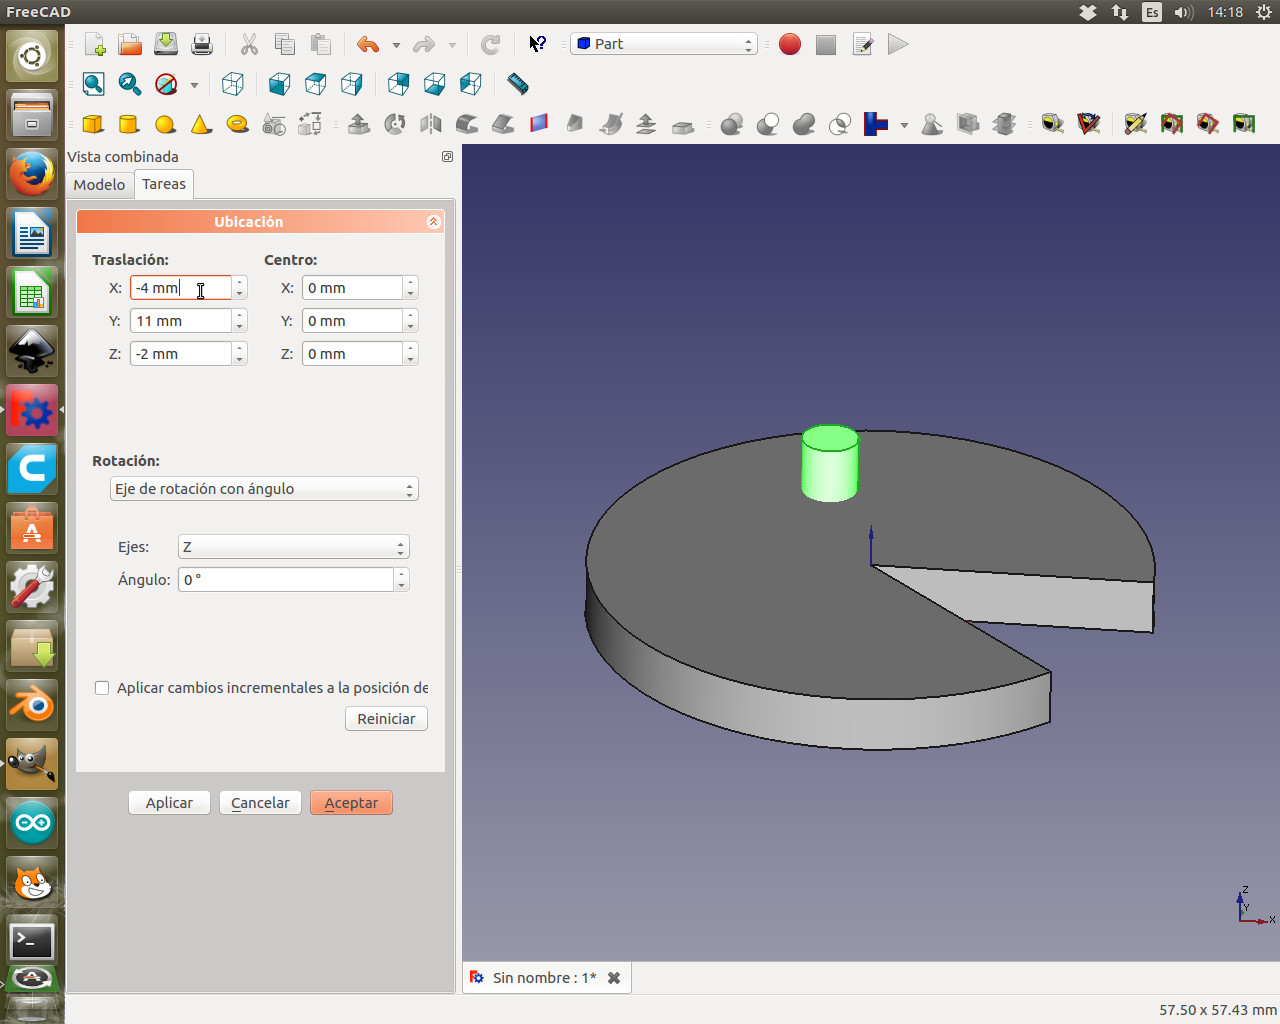 FreeCAD
Es
14:18
Part
Vista combinada
Modelo
Tareas
Ubicación
Traslación:
Centro:
X: -4 mm
X: 0 mm
Y: 11 mm
Y: 0 mm
Z: -2 mm
Z: 0 mm
Rotación:
Eje de rotación con ángulo
Ejes: Z
Ángulo: 0 °
Aplicar cambios incrementales a la posición de
Reiniciar
Aplicar
Cancelar
Aceptar
Z
Y
X
Sin nombre : 1*
57.50 x 57.43 mm